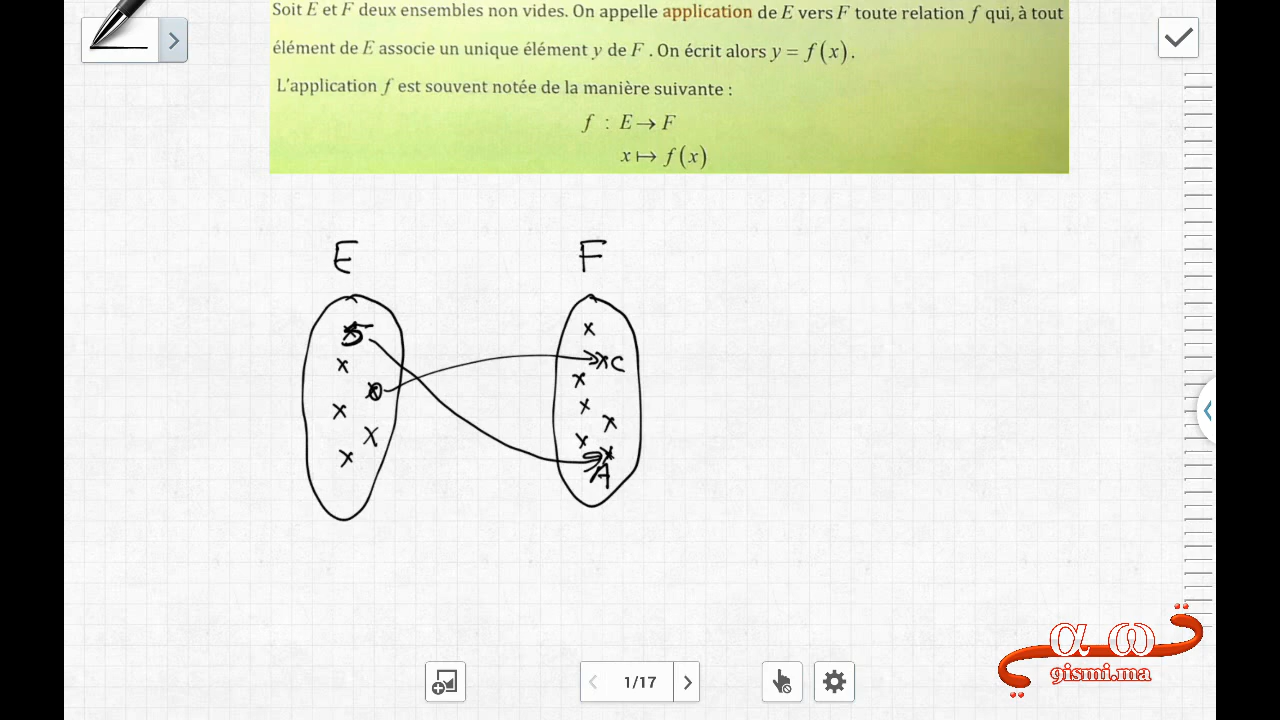 Soit E et F deux ensembles non vides. On appelle application de E vers F toute relation f qui, à tout
élément de E associe un unique élément y de F . On écrit alors y = f(x).
L'application f est souvent notée de la manière suivante :
f : E → F
x ↦ f(x)
E F
5
C
A
1/17
α ω
gismi.ma